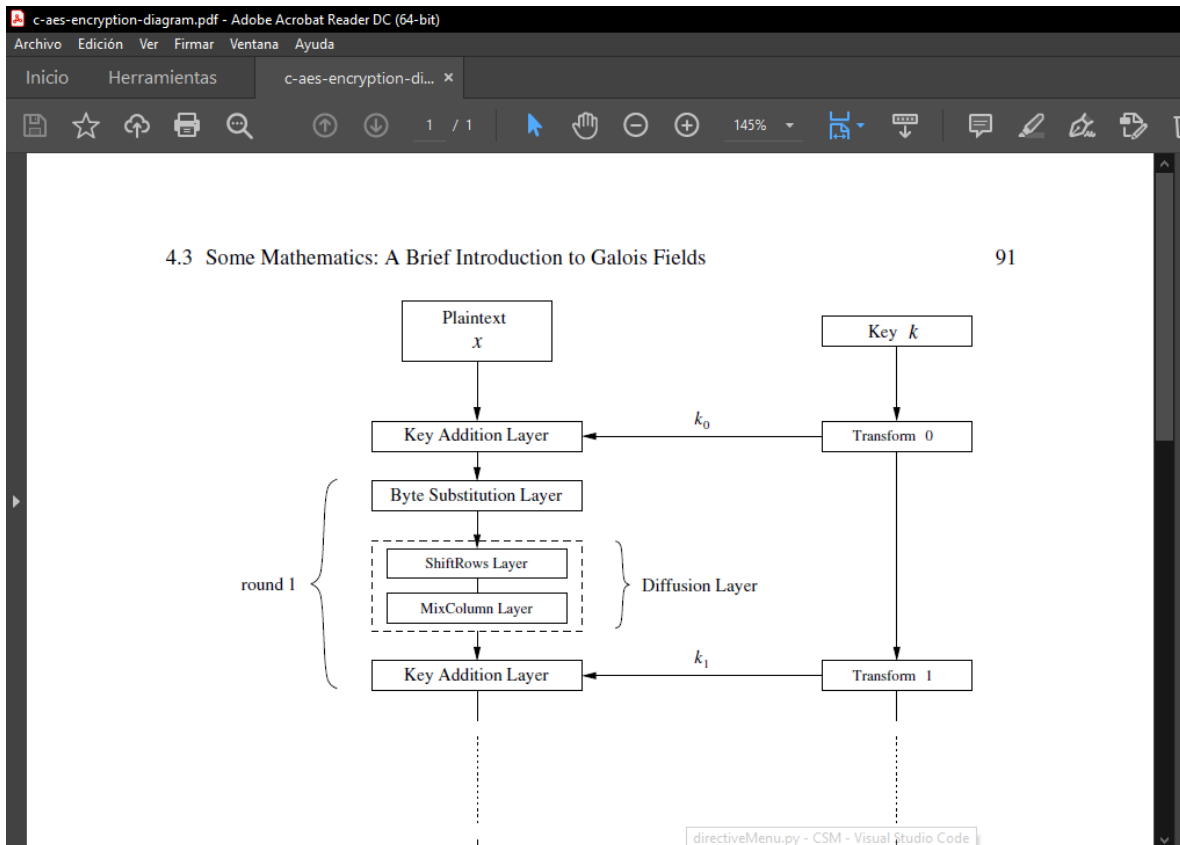 c-aes-encryption-diagram.pdf - Adobe Acrobat Reader DC (64-bit)
Archivo Edición Ver Firmar Ventana Ayuda
Inicio Herramientas c-aes-encryption-di... ×
1 / 1 145%
4.3 Some Mathematics: A Brief Introduction to Galois Fields 91
Plaintext
x
Key k
k₀
Key Addition Layer
Transform 0
Byte Substitution Layer
ShiftRows Layer
round 1
Diffusion Layer
MixColumn Layer
k₁
Key Addition Layer
Transform 1
directiveMenu.py - CSM - Visual Studio Code